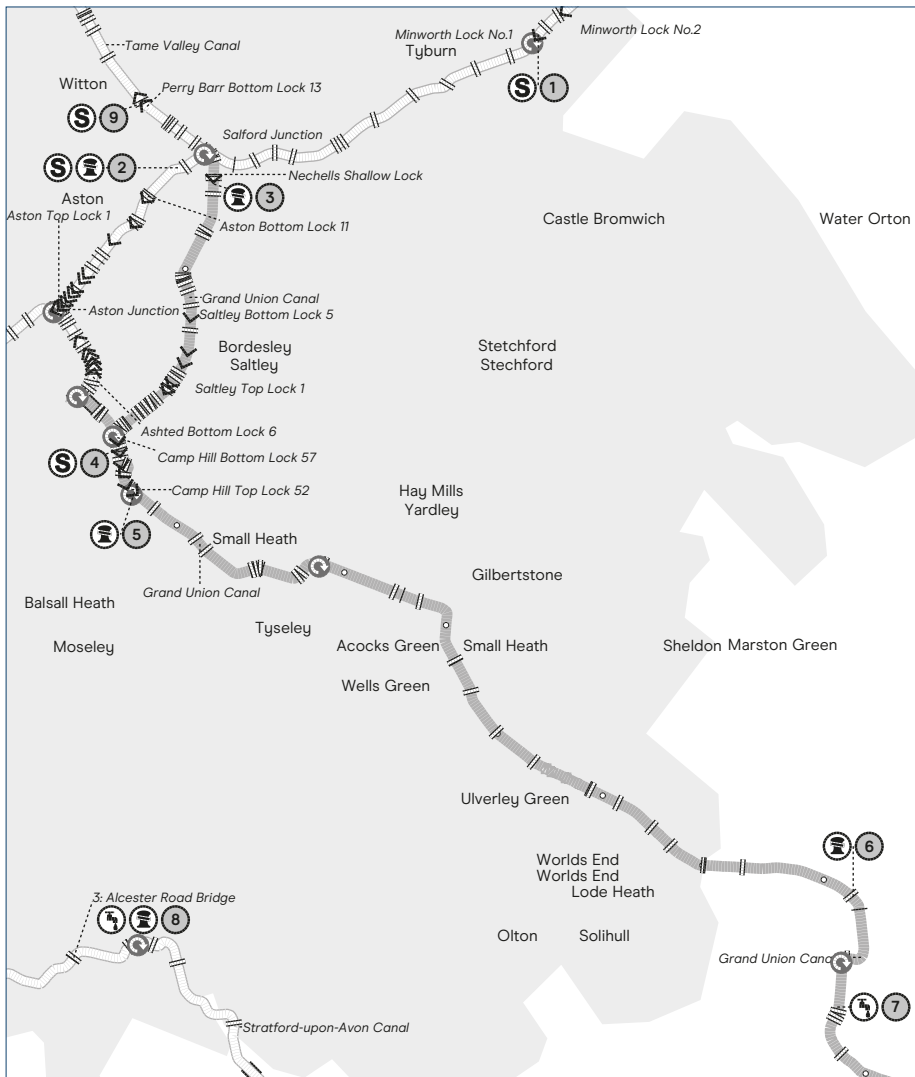 Minworth Lock No.2
Minworth Lock No.1
Tyburn
Tame Valley Canal
Witton
S 1
Perry Barr Bottom Lock 13
S 9
Salford Junction
S 2
Nechells Shallow Lock
3
Aston
Aston Top Lock 1
Aston Bottom Lock 11
Castle Bromwich
Water Orton
Grand Union Canal
Aston Junction
Saltley Bottom Lock 5
Bordesley
Saltley
Stetchford
Stechford
Saltley Top Lock 1
Ashted Bottom Lock 6
Camp Hill Bottom Lock 57
S 4
Camp Hill Top Lock 52
Hay Mills
Yardley
5
Small Heath
Gilbertstone
Grand Union Canal
Balsall Heath
Tyseley
Moseley
Acocks Green
Small Heath
Sheldon
Marston Green
Wells Green
Ulverley Green
6
Worlds End
Worlds End
Lode Heath
3: Alcester Road Bridge
8
Olton
Solihull
Grand Union Cana
7
Stratford-upon-Avon Canal